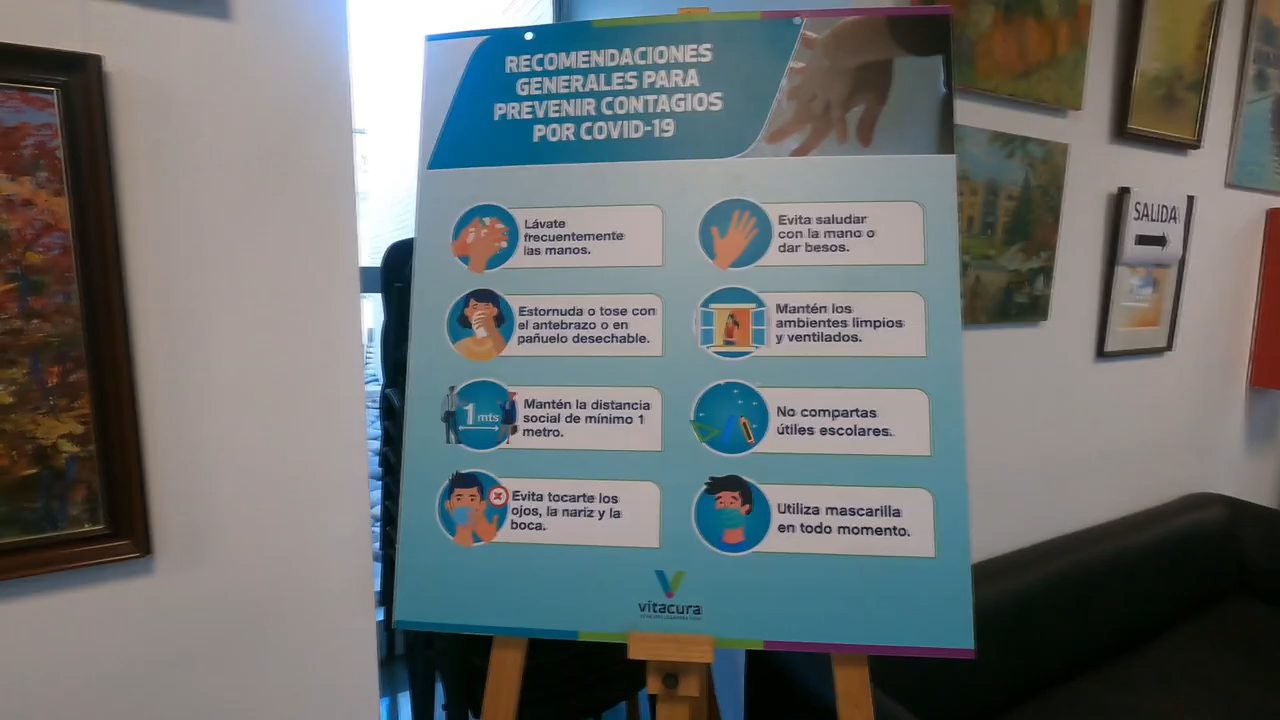 RECOMENDACIONES
GENERALES PARA
PREVENIR CONTAGIOS
POR COVID-19
Lávate
frecuentemente
las manos.
Evita saludar
con la mano o
dar besos.
Estornuda o tose con
el antebrazo o en
pañuelo desechable.
Mantén los
ambientes limpios
y ventilados.
1 mts
Mantén la distancia
social de mínimo 1
metro.
No compartas
útiles escolares.
Evita tocarte los
ojos, la nariz y la
boca.
Utiliza mascarilla
en todo momento.
vitacura
SALIDA